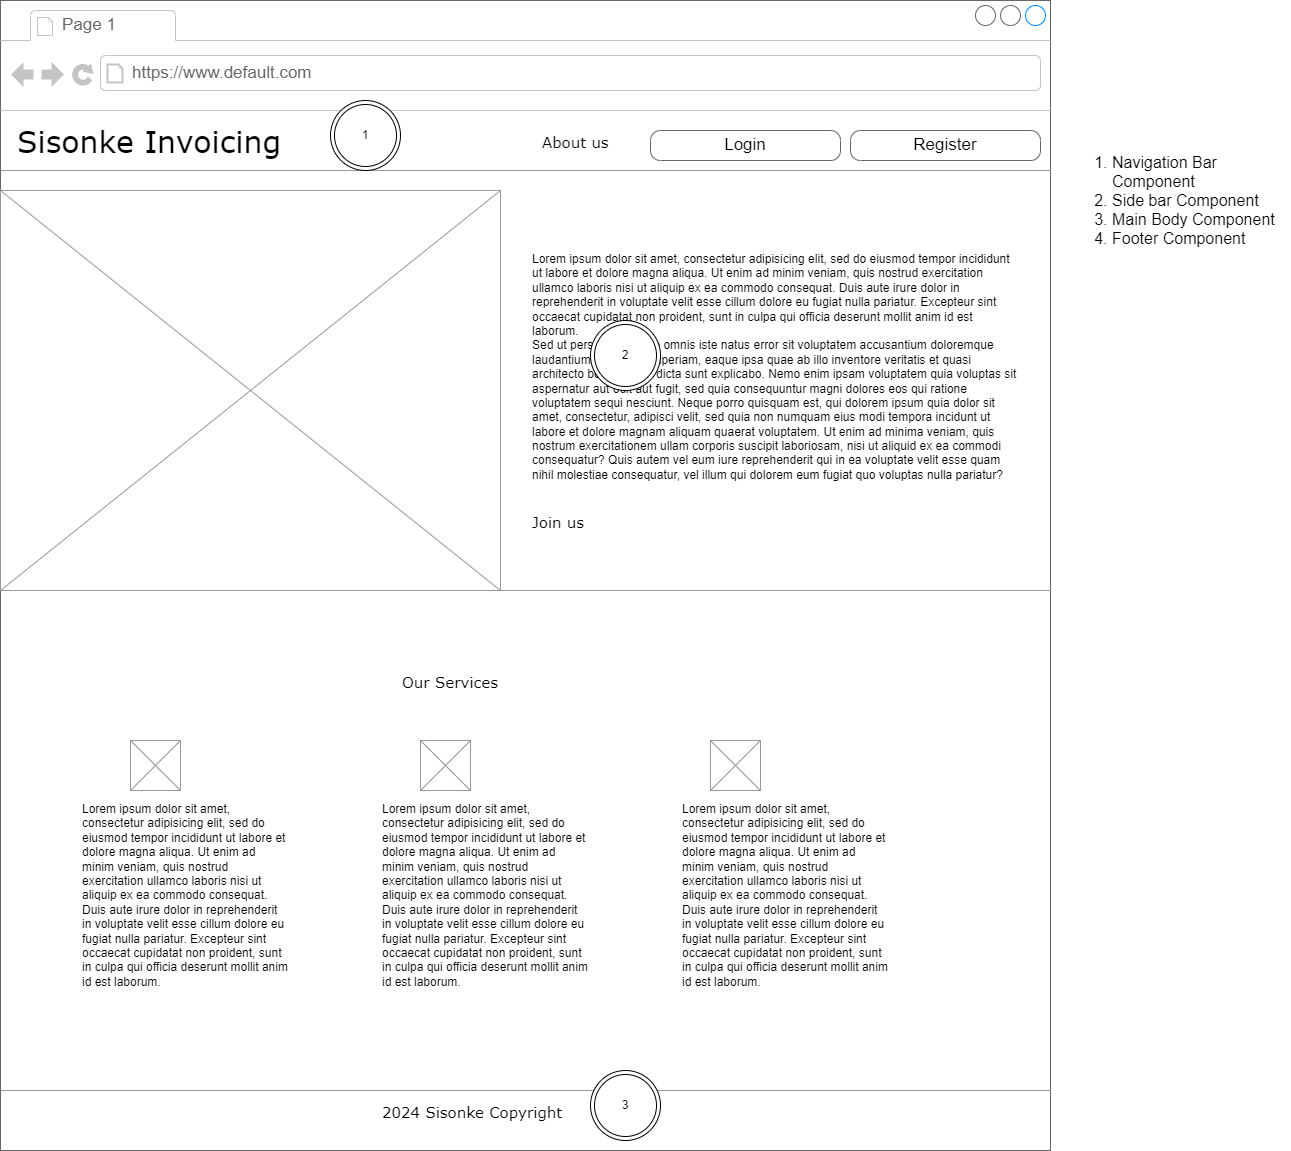 Page 1
https://www.default.com
Sisonke Invoicing
1
About us
Login
Register
1. Navigation Bar
Component
2. Side bar Component
3. Main Body Component
4. Footer Component
Lorem ipsum dolor sit amet, consectetur adipisicing elit, sed do eiusmod tempor incididunt
ut labore et dolore magna aliqua. Ut enim ad minim veniam, quis nostrud exercitation
ullamco laboris nisi ut aliquip ex ea commodo consequat. Duis aute irure dolor in
reprehenderit in voluptate velit esse cillum dolore eu fugiat nulla pariatur. Excepteur sint
occaecat cupidatat non proident, sunt in culpa qui officia deserunt mollit anim id est
laborum.
Sed ut omnis iste natus error sit voluptatem accusantium doloremque
2
laudantium eaque ipsa quae ab illo inventore veritatis et quasi
architecto dicta sunt explicabo. Nemo enim ipsam voluptatem quia voluptas sit
aspernatur aut aut fugit, sed quia consequuntur magni dolores eos qui ratione
voluptatem sequi nesciunt. Neque porro quisquam est, qui dolorem ipsum quia dolor sit
amet, consectetur, adipisci velit, sed quia non numquam eius modi tempora incidunt ut
labore et dolore magnam aliquam quaerat voluptatem. Ut enim ad minima veniam, quis
nostrum exercitationem ullam corporis suscipit laboriosam, nisi ut aliquid ex ea commodi
consequatur? Quis autem vel eum iure reprehenderit qui in ea voluptate velit esse quam
nihil molestiae consequatur, vel illum qui dolorem eum fugiat quo voluptas nulla pariatur?
Join us
Our Services
Lorem ipsum dolor sit amet,
consectetur adipisicing elit, sed do
eiusmod tempor incididunt ut labore et
dolore magna aliqua. Ut enim ad
minim veniam, quis nostrud
exercitation ullamco laboris nisi ut
aliquip ex ea commodo consequat.
Duis aute irure dolor in reprehenderit
in voluptate velit esse cillum dolore eu
fugiat nulla pariatur. Excepteur sint
occaecat cupidatat non proident, sunt
in culpa qui officia deserunt mollit anim
id est laborum.
Lorem ipsum dolor sit amet,
consectetur adipisicing elit, sed do
eiusmod tempor incididunt ut labore et
dolore magna aliqua. Ut enim ad
minim veniam, quis nostrud
exercitation ullamco laboris nisi ut
aliquip ex ea commodo consequat.
Duis aute irure dolor in reprehenderit
in voluptate velit esse cillum dolore eu
fugiat nulla pariatur. Excepteur sint
occaecat cupidatat non proident, sunt
in culpa qui officia deserunt mollit anim
id est laborum.
Lorem ipsum dolor sit amet,
consectetur adipisicing elit, sed do
eiusmod tempor incididunt ut labore et
dolore magna aliqua. Ut enim ad
minim veniam, quis nostrud
exercitation ullamco laboris nisi ut
aliquip ex ea commodo consequat.
Duis aute irure dolor in reprehenderit
in voluptate velit esse cillum dolore eu
fugiat nulla pariatur. Excepteur sint
occaecat cupidatat non proident, sunt
in culpa qui officia deserunt mollit anim
id est laborum.
2024 Sisonke Copyright
3